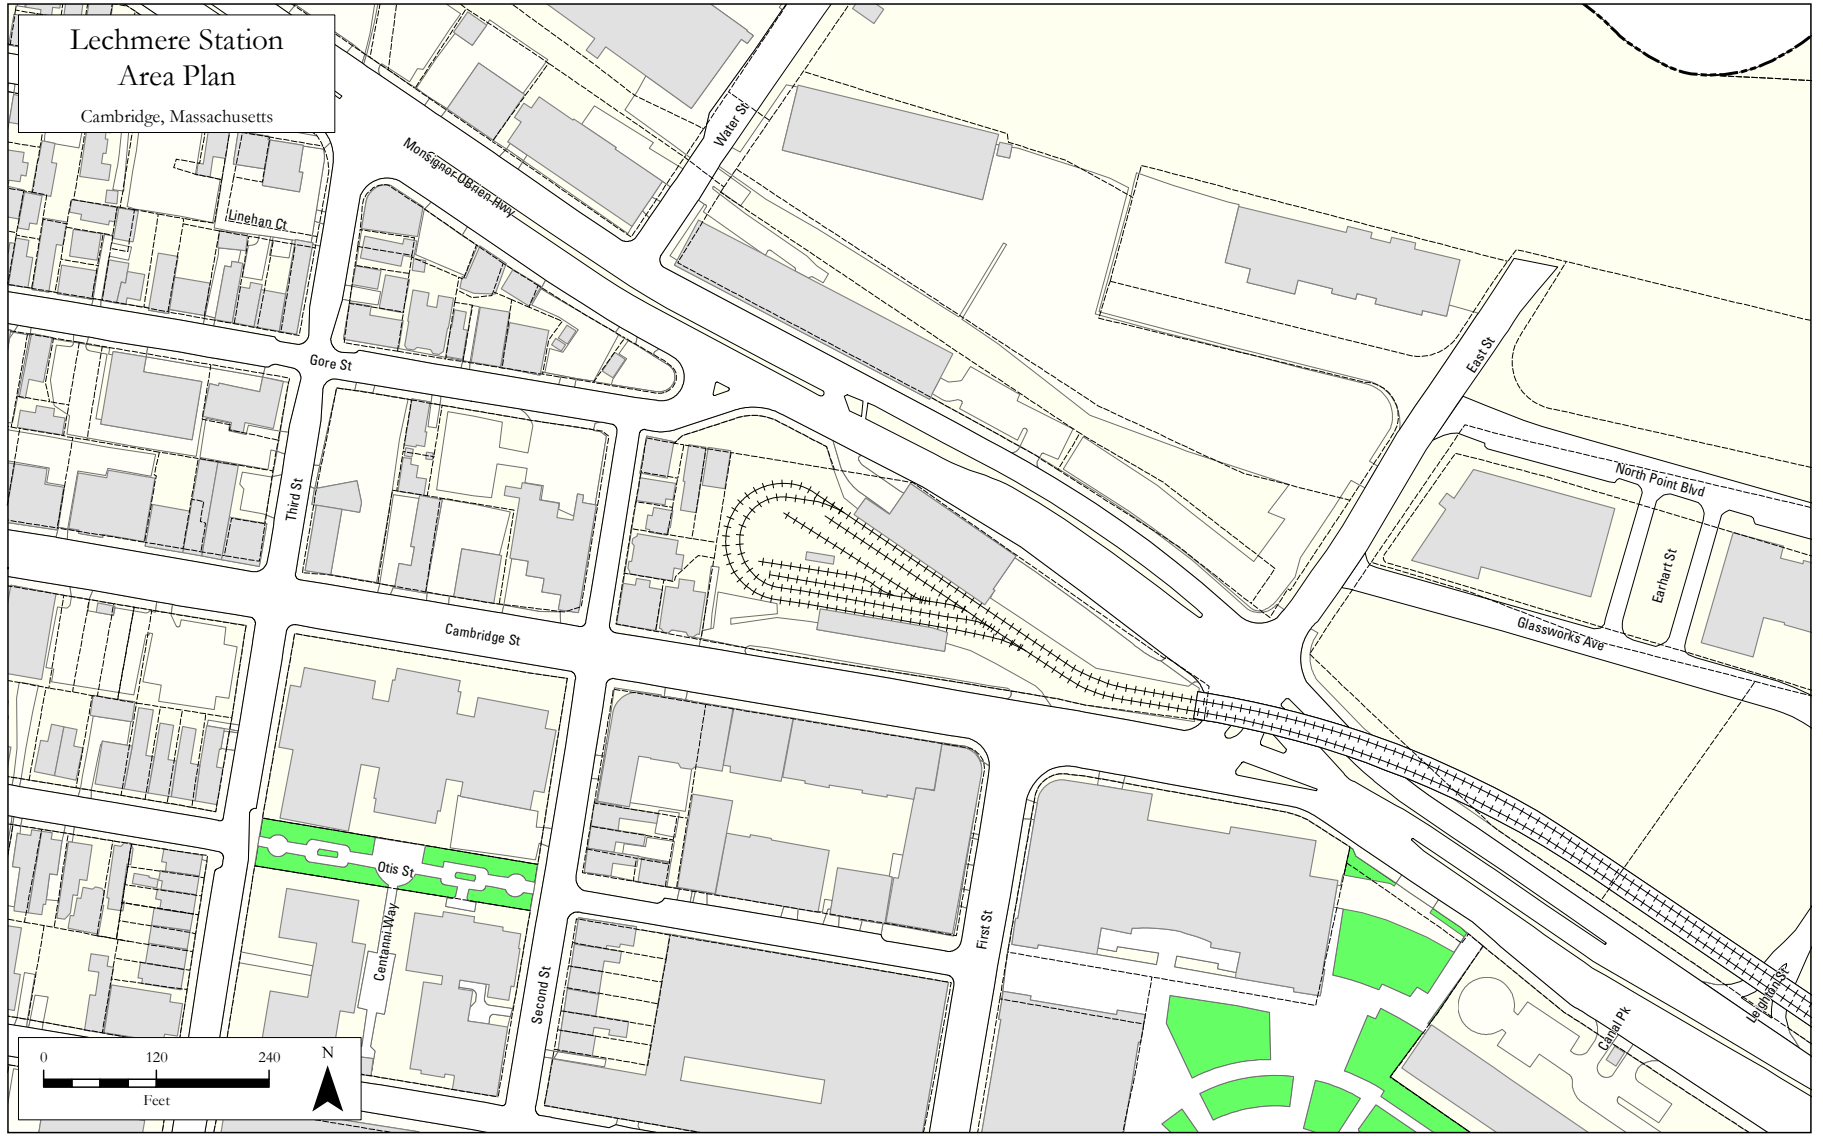 Lechmere Station
Area Plan
Cambridge, Massachusetts
Water St
Monsignor OBrien Hwy
Linehan Ct
Gore St
East St
North Point Blvd
Third St
Earhart St
Glassworks Ave
Cambridge St
Otis St
Centanni Way
First St
Second St
Leighton St
Canal Pk
0 120 240
Feet
N